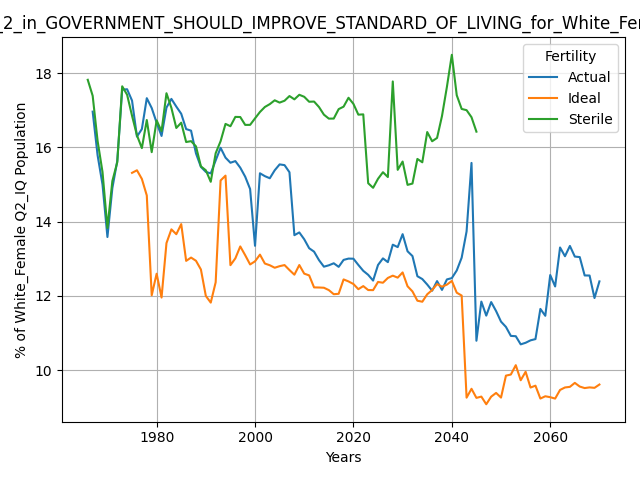 _2_in_GOVERNMENT_SHOULD_IMPROVE_STANDARD_OF_LIVING_for_White_Fe
Fertility
Actual
Ideal
Sterile
% of White_Female Q2_IQ Population
18
16
14
12
10
1980
2000
2020
2040
2060
Years